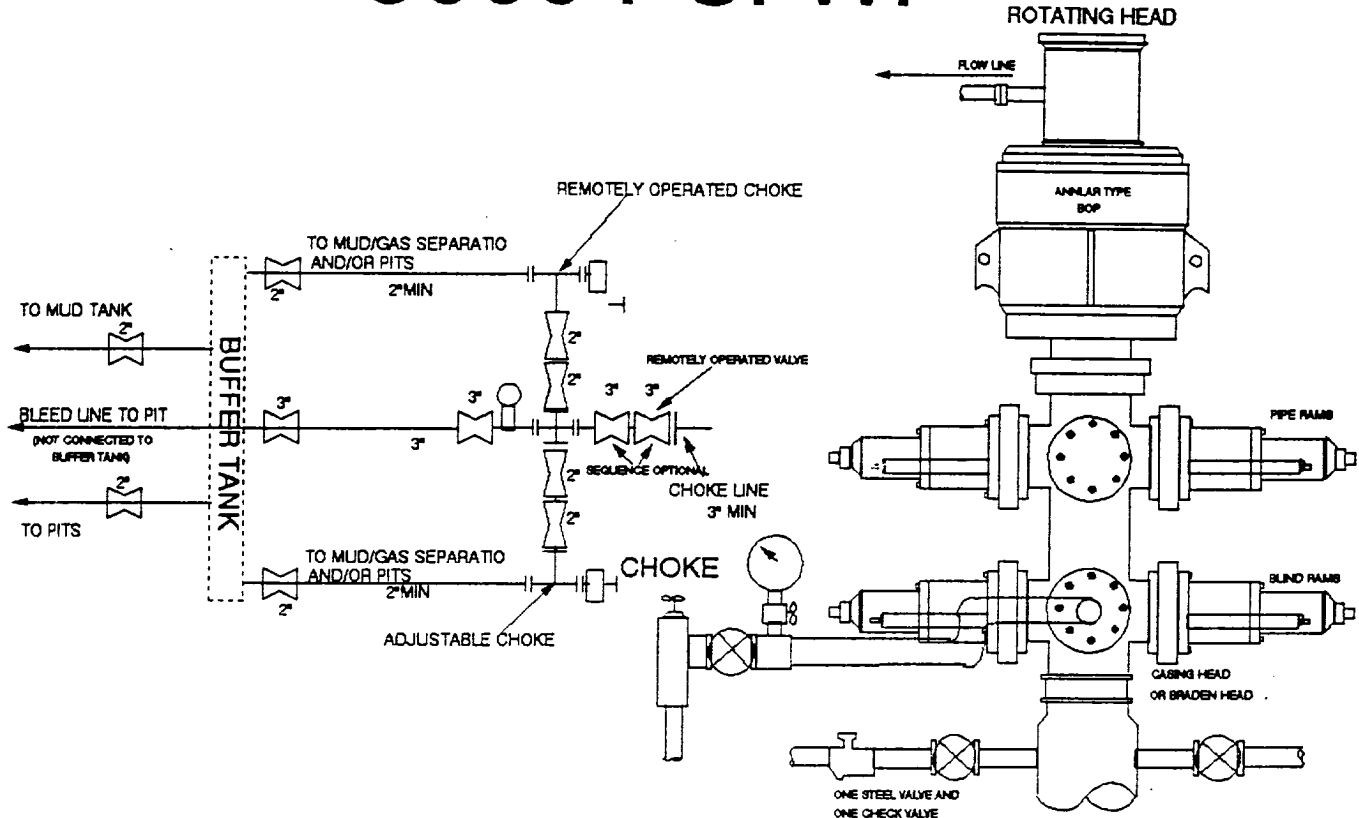 ROTATING HEAD
FLOW LINE
ANNLAR TYPE
BOP
REMOTELY OPERATED CHOKE
TO MUD/GAS SEPARATIO
AND/OR PITS
2" MIN
2"
TO MUD TANK
2"
BUFFER TANK
2"
2"
REMOTELY OPERATED VALVE
3"
3"
BLEED LINE TO PIT
(NOT CONNECTED TO
BUFFER TANK)
3"
3"
SEQUENCE OPTIONAL
CHOKE LINE
3" MIN
PIPE RAMS
2"
2"
2"
TO PITS
TO MUD/GAS SEPARATIO
AND/OR PITS
2" MIN
2"
CHOKE
BLIND RAMS
ADJUSTABLE CHOKE
CASING HEAD
OR BRADEN HEAD
ONE STEEL VALVE AND
ONE CHECK VALVE